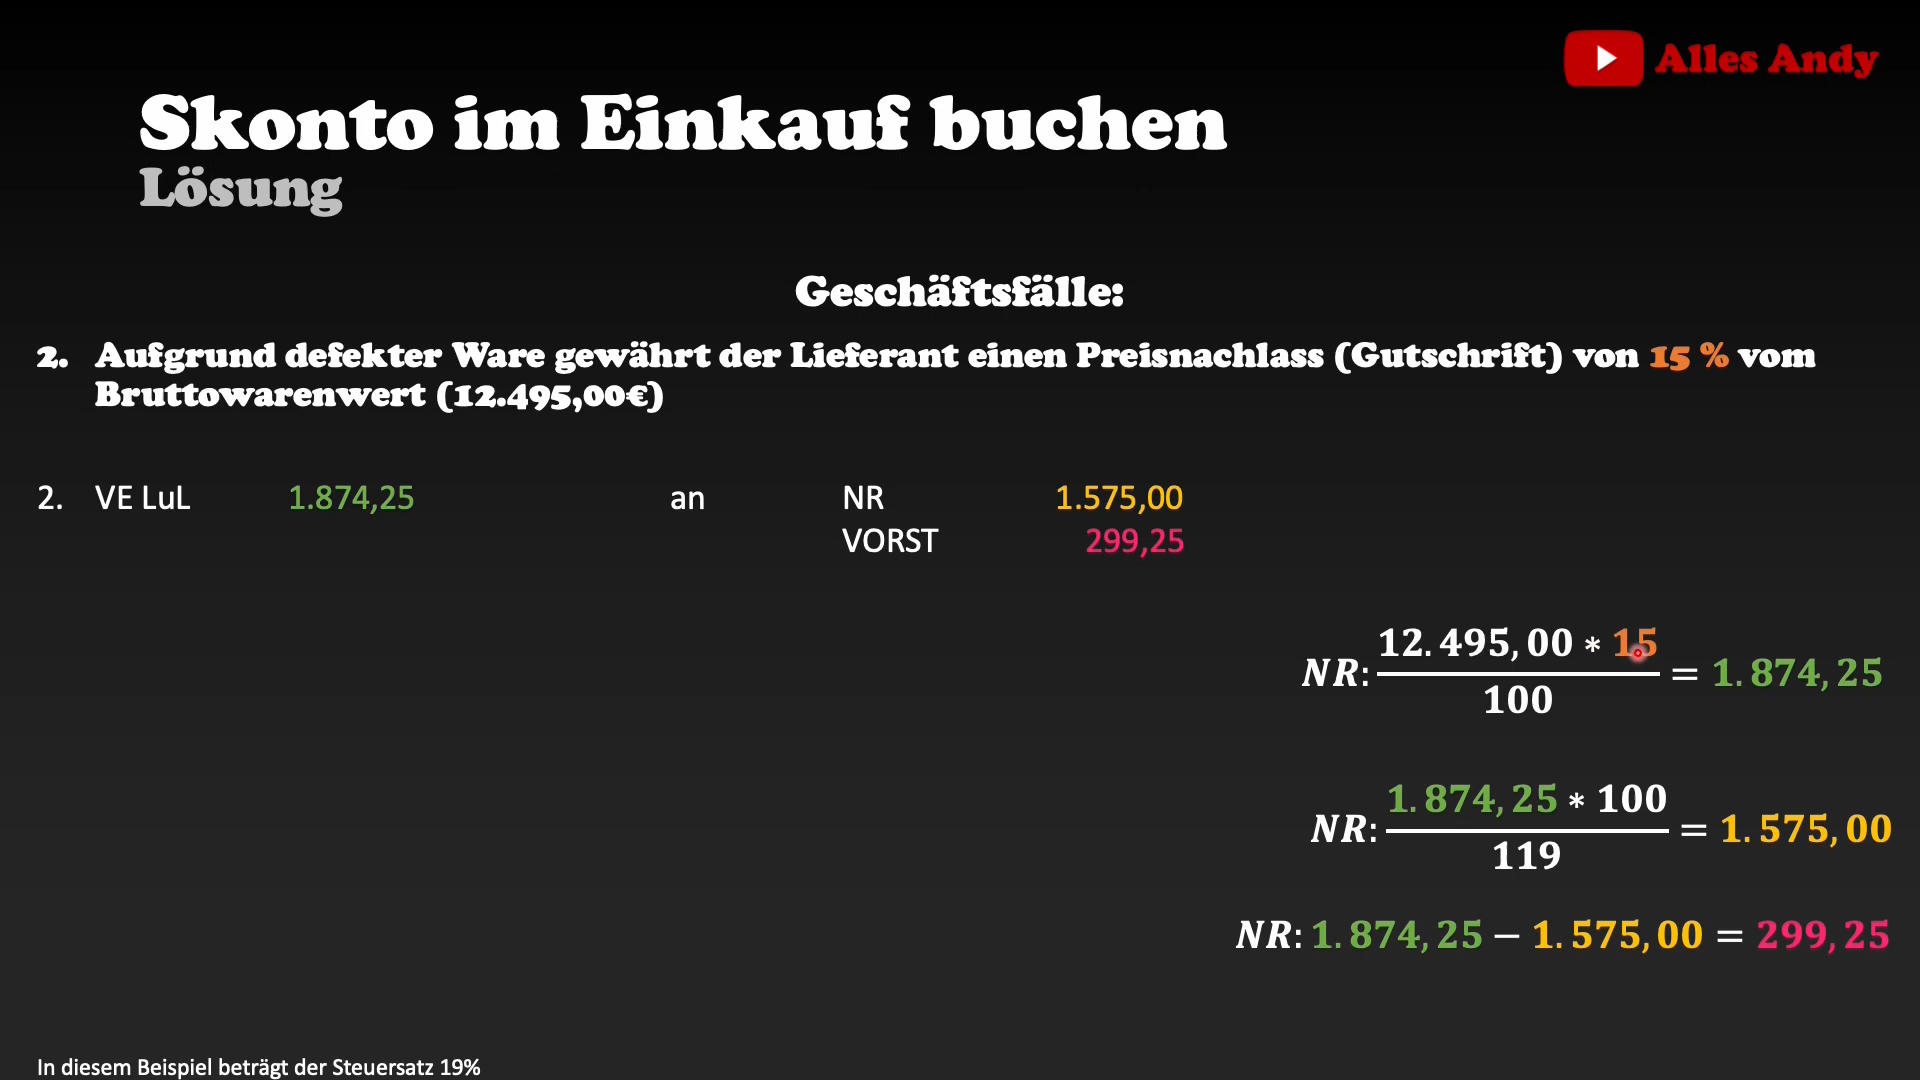 Alles Andy
Skonto im Einkauf buchen
Lösung
Geschäftsfälle:
2. Aufgrund defekter Ware gewährt der Lieferant einen Preisnachlass (Gutschrift) von 15 % vom
Bruttowarenwert (12.495,00€)
2. VE LuL 1.874,25 an NR 1.575,00
VORST 299,25
NR: 12.495,00 * 15 / 100 = 1.874,25
NR: 1.874,25 * 100 / 119 = 1.575,00
NR: 1.874,25 − 1.575,00 = 299,25
In diesem Beispiel beträgt der Steuersatz 19%